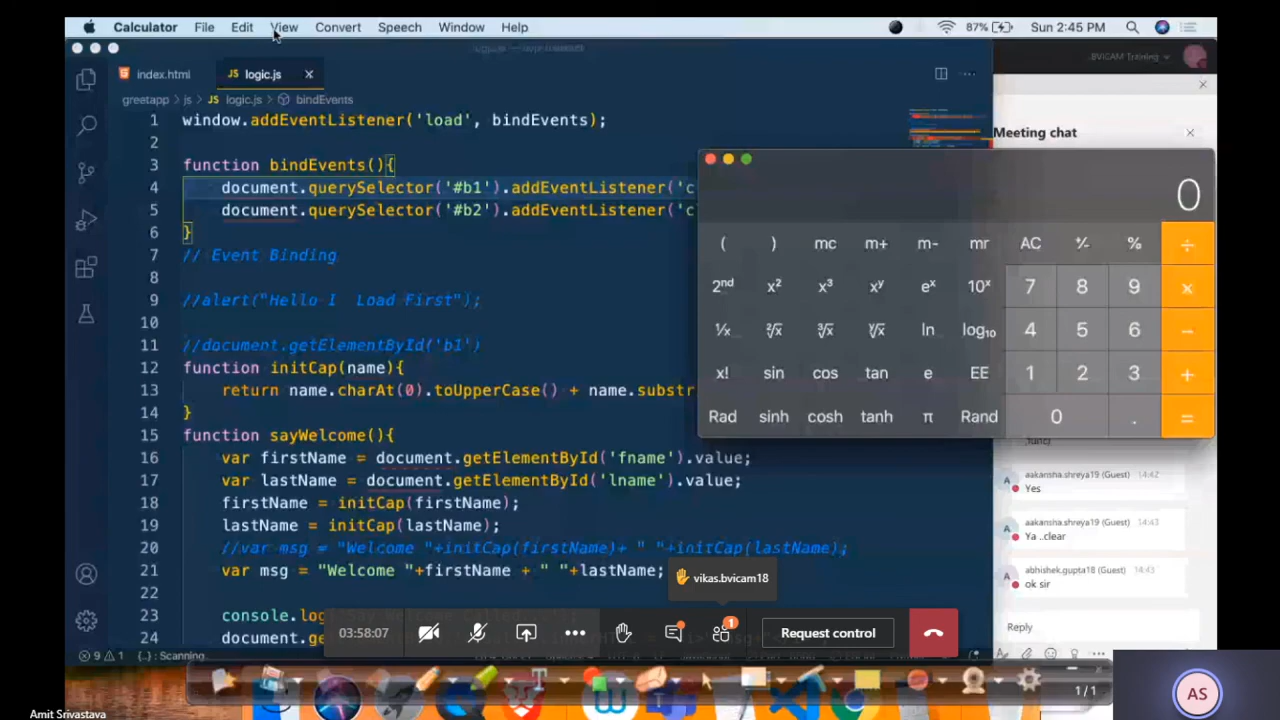 Calculator File Edit View Convert Speech Window Help 87% Sun 2:45 PM
BVICAM Training
index.html JS logic.js
greetapp > js > JS logic.js > bindEvents
Meeting chat
1 window.addEventListener('load', bindEvents);
2
3 function bindEvents(){
4 document.querySelector('#b1').addEventListener('c
5 document.querySelector('#b2').addEventListener('c
6 }
7 // Event Binding
8
9 //alert("Hello I Load First");
10
11 //document.getElementById('b1')
12 function initCap(name){
13 return name.charAt(0).toUpperCase() + name.substr
14 }
15 function sayWelcome(){
16 var firstName = document.getElementById('fname').value;
17 var lastName = document.getElementById('lname').value;
18 firstName = initCap(firstName);
19 lastName = initCap(lastName);
20 //var msg = "Welcome "+initCap(firstName)+ " "+initCap(lastName);
21 var msg = "Welcome "+firstName + " "+lastName;
22
23 console.log
24 document.ge
0
( ) mc m+ m- mr AC +/- % ÷
2nd x² x³ xʸ eˣ 10ˣ 7 8 9 x
¹/x ²√x ³√x ʸ√x ln log₁₀ 4 5 6 −
x! sin cos tan e EE 1 2 3 +
Rad sinh cosh tanh π Rand 0 . =
func)
aakansha.shreya19 (Guest) 14:42
Yes
aakansha.shreya19 (Guest) 14:43
Ya ..clear
abhishek.gupta18 (Guest) 14:43
ok sir
Reply
vikas.bvicam18
03:58:07 1 Request control
9 1 {..} : Scanning
1/1
AS
Amit Srivastava